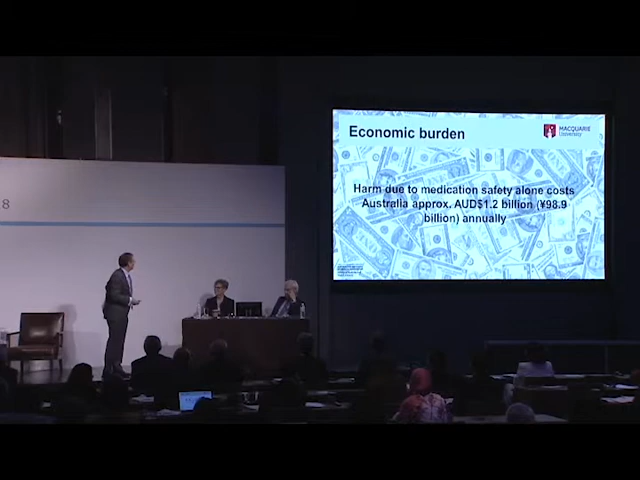 Economic burden
MACQUARIE
University
Harm due to medication safety alone costs
Australia approx. AUD$1.2 billion (¥98.9
billion) annually
8